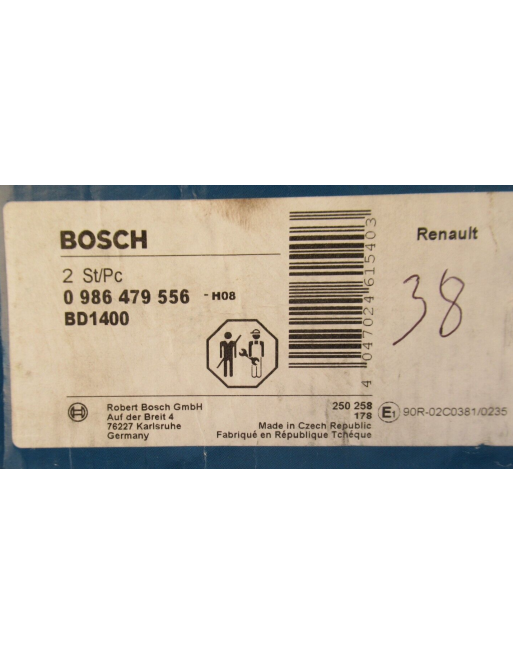 BOSCH
Renault
2 St/Pc
0 986 479 556 - H08
BD1400
38
4 047024 615403
Robert Bosch GmbH
Auf der Breit 4
76227 Karlsruhe
Germany
250 258
178
Made in Czech Republic
Fabriqué en République Tchéque
E1 90R-02C0381/0235